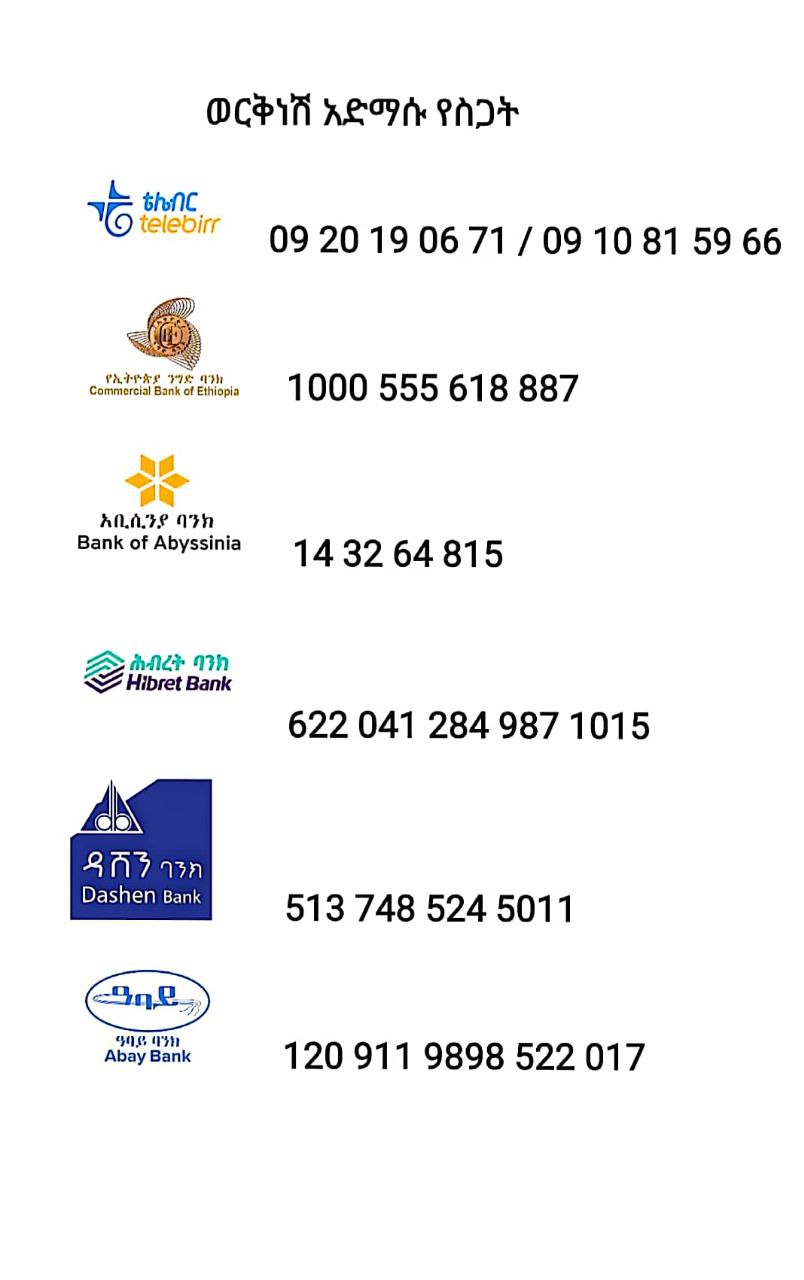 ወርቅነሽ አድማሱ የስጋት
ቴሌብር
telebirr
09 20 19 06 71 / 09 10 81 59 66
የኢትዮጵያ ንግድ ባንክ
Commercial Bank of Ethiopia
1000 555 618 887
አቢሲንያ ባንክ
Bank of Abyssinia
14 32 64 815
ሕብረት ባንክ
Hibret Bank
622 041 284 987 1015
ዳሸን ባንክ
Dashen Bank
513 748 524 5011
ዓባይ
ዓባይ ባንክ
Abay Bank
120 911 9898 522 017